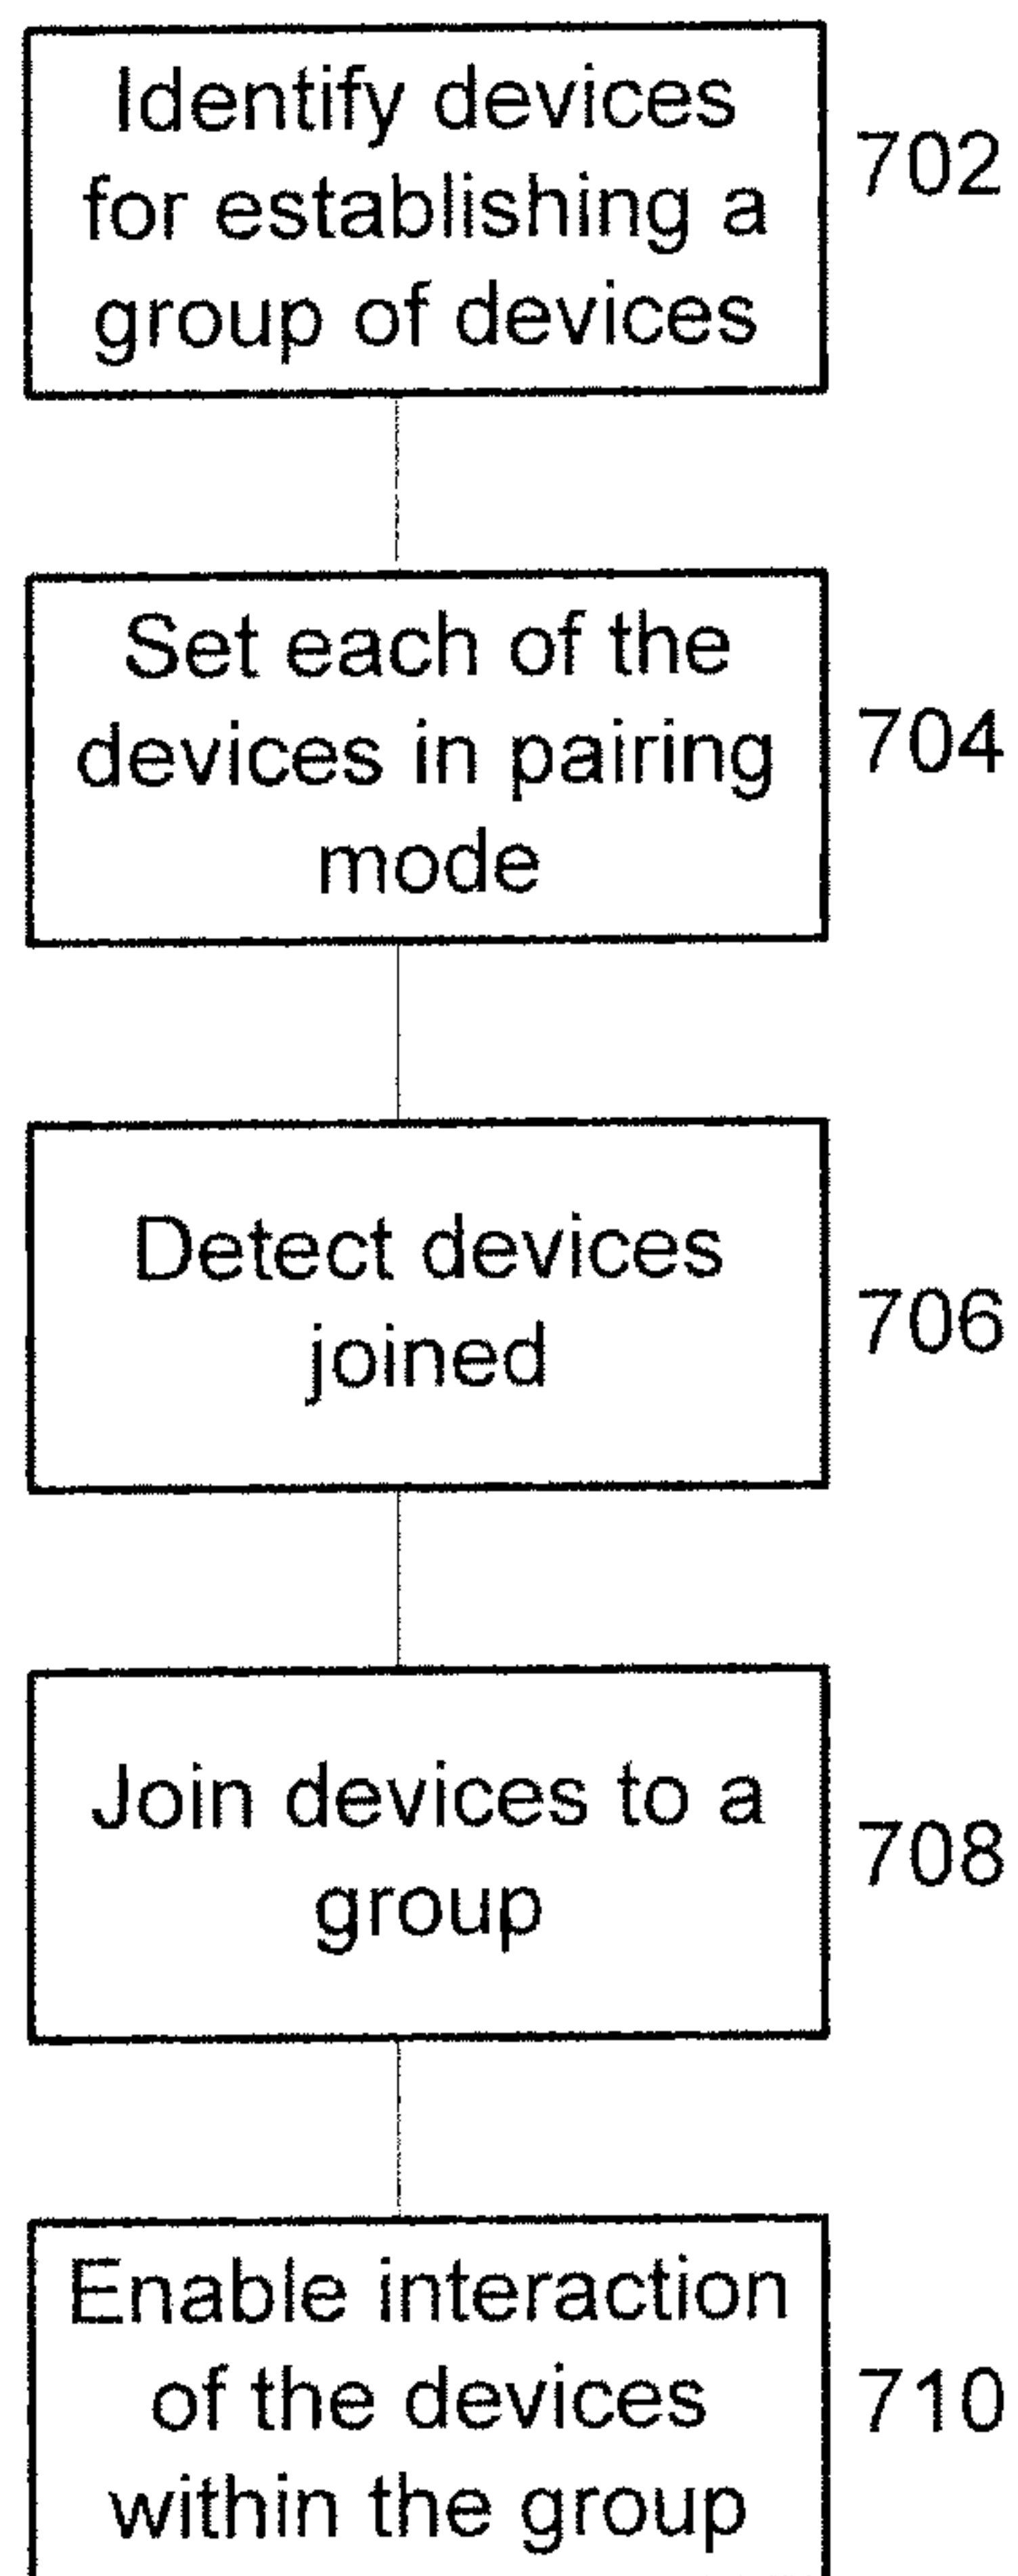 Identify devices
for establishing a
group of devices
702
Set each of the
devices in pairing
mode
704
Detect devices
joined
706
Join devices to a
group
708
Enable interaction
of the devices
within the group
710